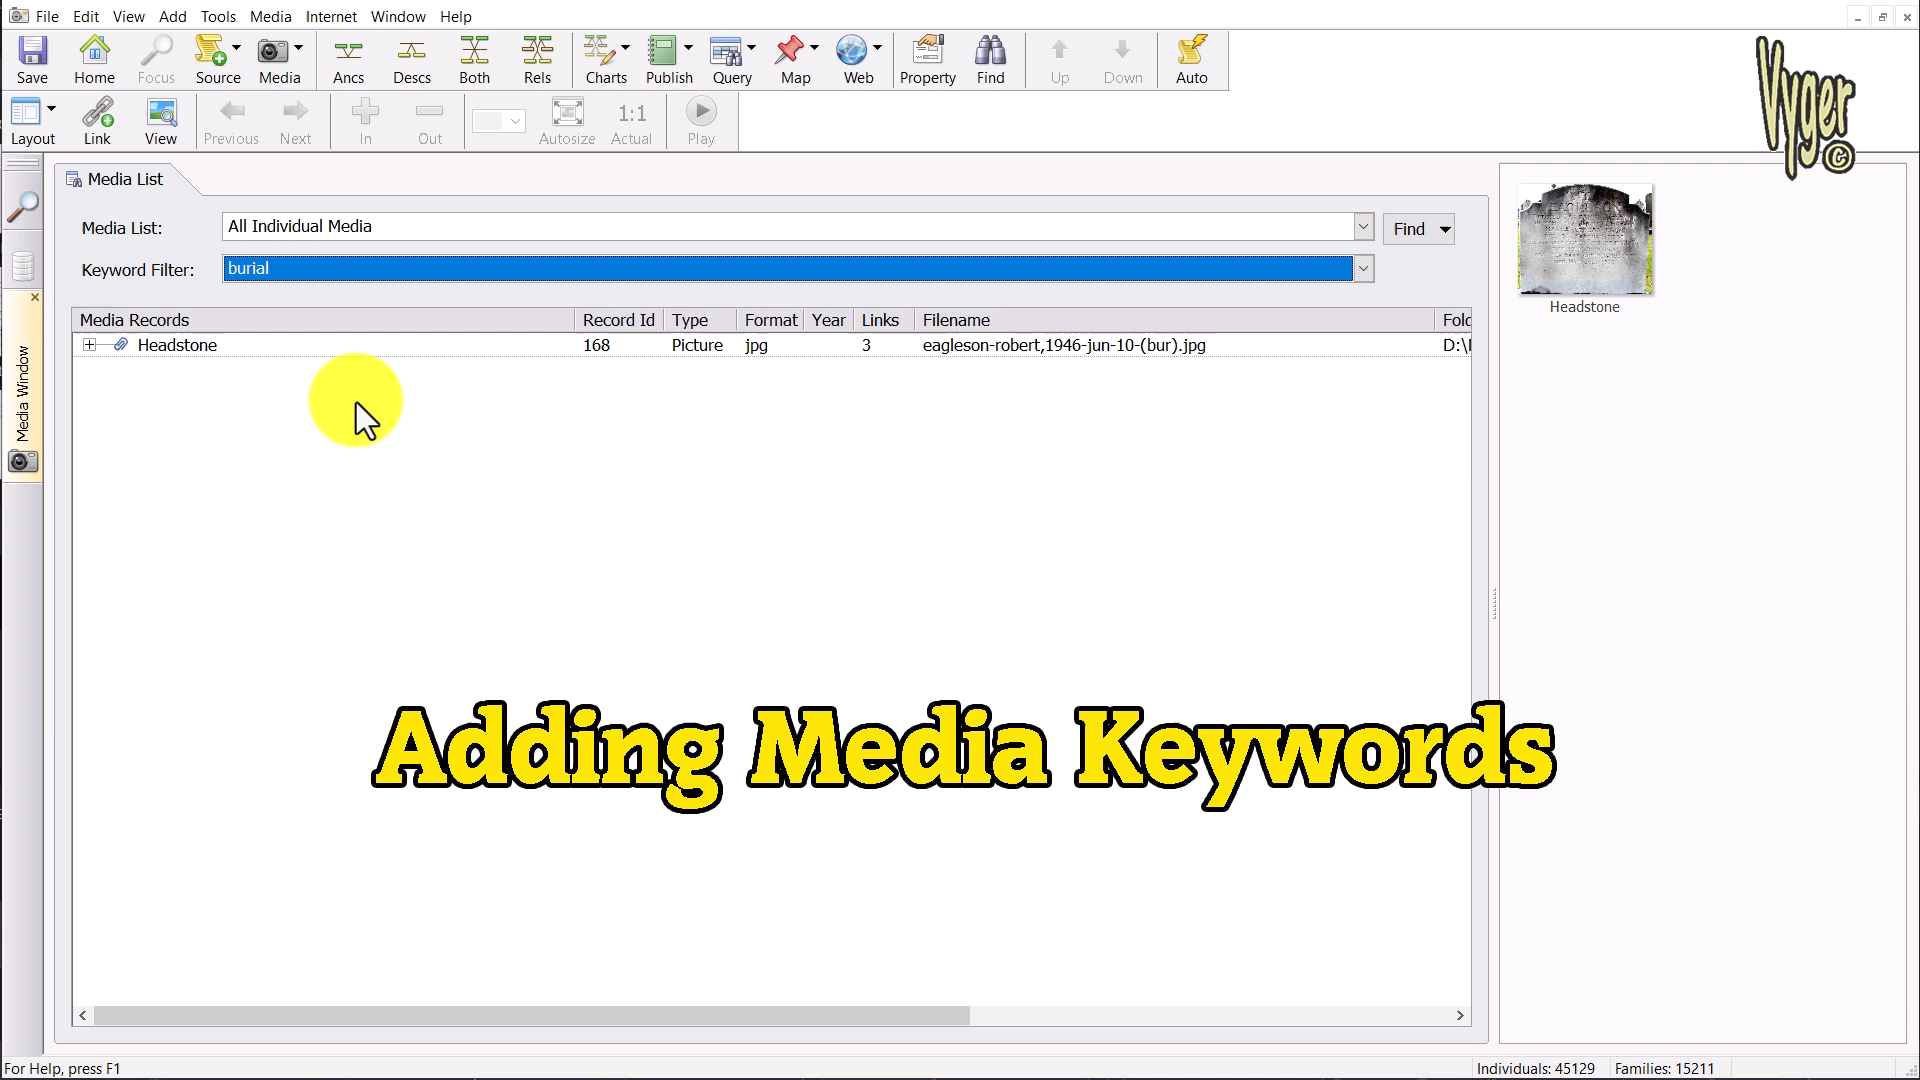 File Edit View Add Tools Media Internet Window Help
Save Home Focus Source Media Ancs Descs Both Rels Charts Publish Query Map Web Property Find Up Down Auto
Vyger ©
1:1
Layout Link View Previous Next In Out Autosize Actual Play
Media List
Media List: All Individual Media Find
Keyword Filter: burial
Media Records Record Id Type Format Year Links Filename Fold
Headstone 168 Picture jpg 3 eagleson-robert,1946-jun-10-(bur).jpg D:\
Headstone
Media Window
Adding Media Keywords
For Help, press F1 Individuals: 45129 Families: 15211